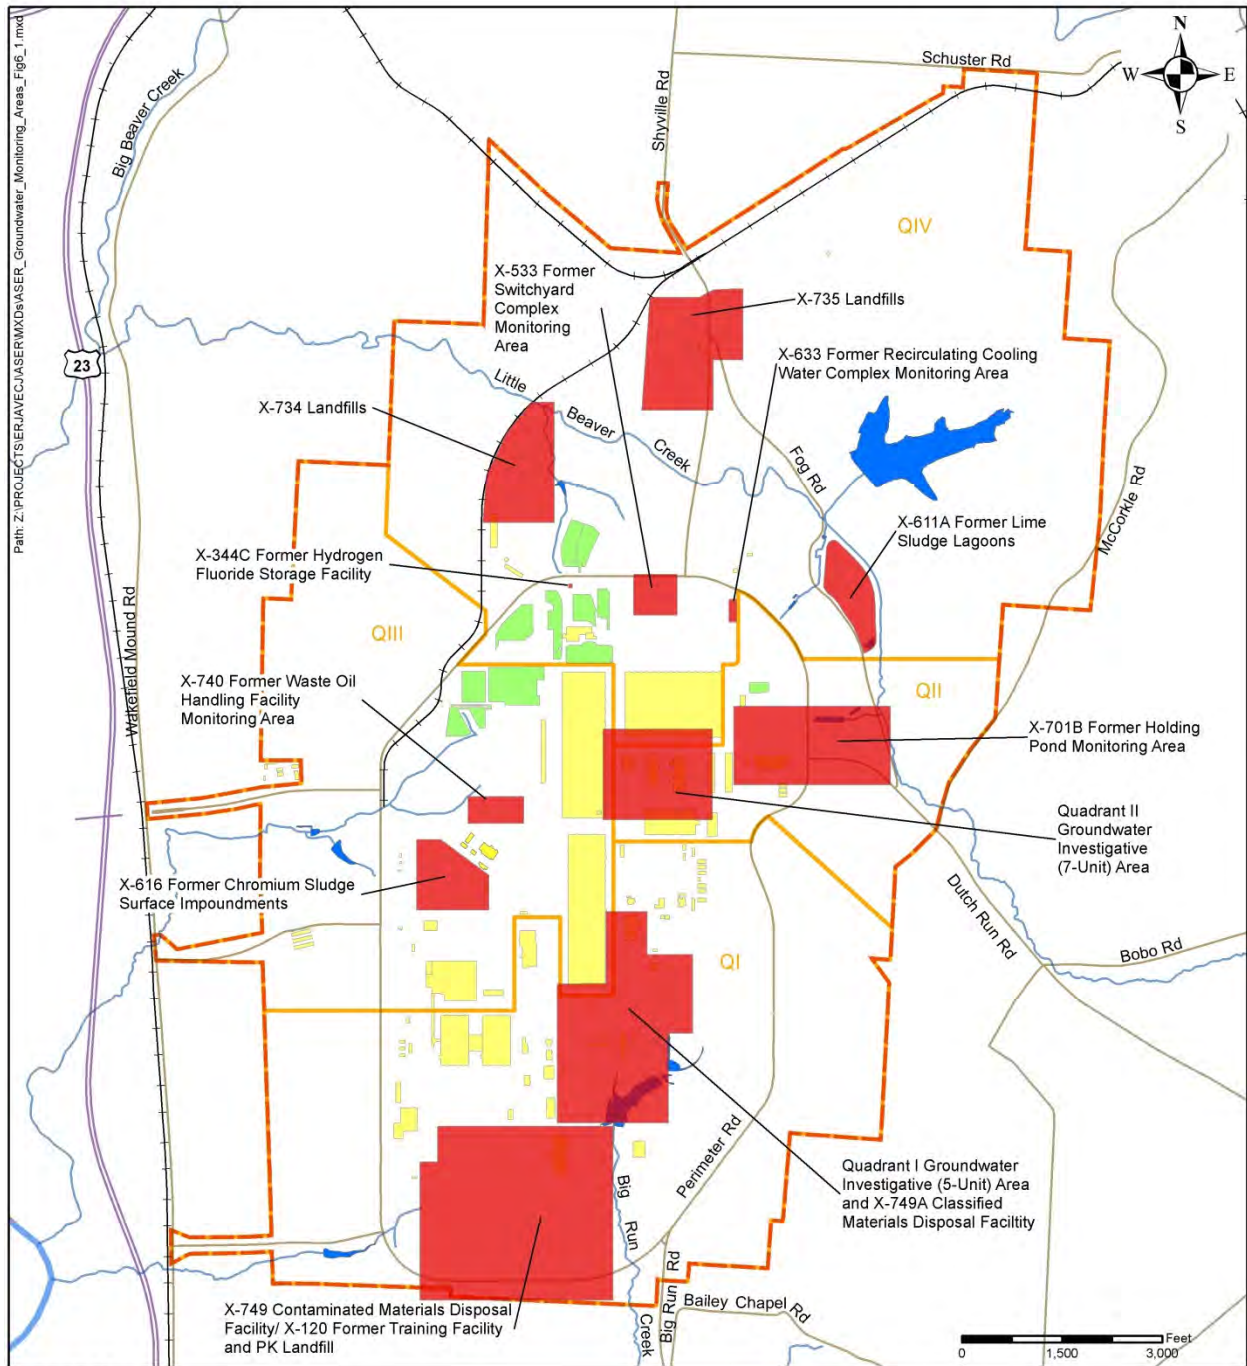 Path: Z:\PROJECTS\ERJAVECJ\ASER\MXDs\ASER_Groundwater_Monitoring_Areas_Fig6_1.mxd
N
W
E
S
Schuster Rd
Shyville Rd
Big Beaver Creek
QIV
X-533 Former
Switchyard
Complex
Monitoring
Area
X-735 Landfills
X-633 Former Recirculating Cooling
Water Complex Monitoring Area
23
Little
Beaver
Creek
X-734 Landfills
Fog Rd
McCorkle Rd
X-611A Former Lime
Sludge Lagoons
X-344C Former Hydrogen
Fluoride Storage Facility
Wakefield Mound Rd
QIII
QII
X-740 Former Waste Oil
Handling Facility
Monitoring Area
X-701B Former Holding
Pond Monitoring Area
Quadrant II
Groundwater
Investigative
(7-Unit) Area
X-616 Former Chromium Sludge
Surface Impoundments
Dutch Run Rd
Bobo Rd
QI
Perimeter Rd
Quadrant I Groundwater
Investigative (5-Unit) Area
and X-749A Classified
Materials Disposal Faciltity
Big
Run
Creek
Big Run Rd
Bailey Chapel Rd
X-749 Contaminated Materials Disposal
Facility/ X-120 Former Training Facility
and PK Landfill
Feet
0 1,500 3,000